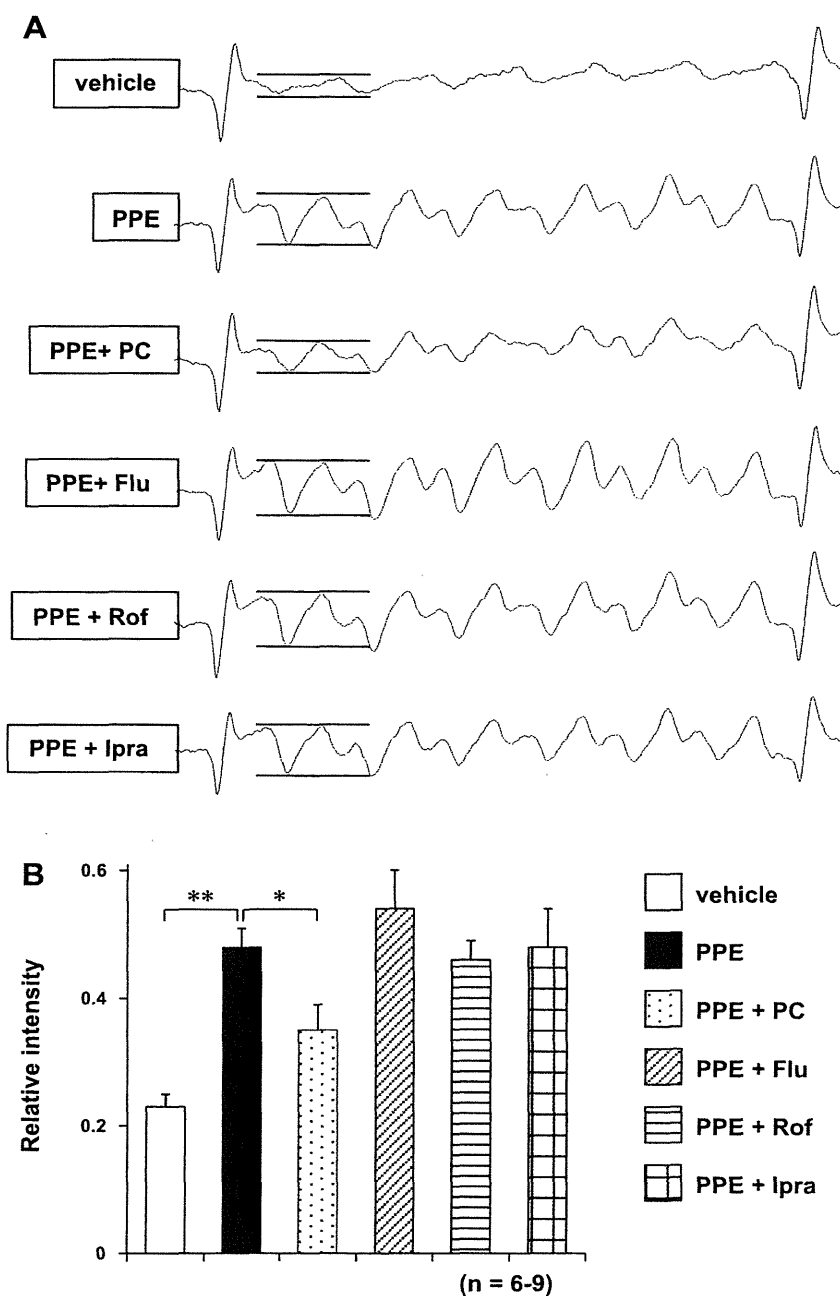 A
vehicle
PPE
PPE+ PC
PPE+ Flu
PPE + Rof
PPE + Ipra
B
0.6
0.4
0.2
0
Relative intensity
** *
(n = 6-9)
vehicle
PPE
PPE + PC
PPE + Flu
PPE + Rof
PPE + Ipra